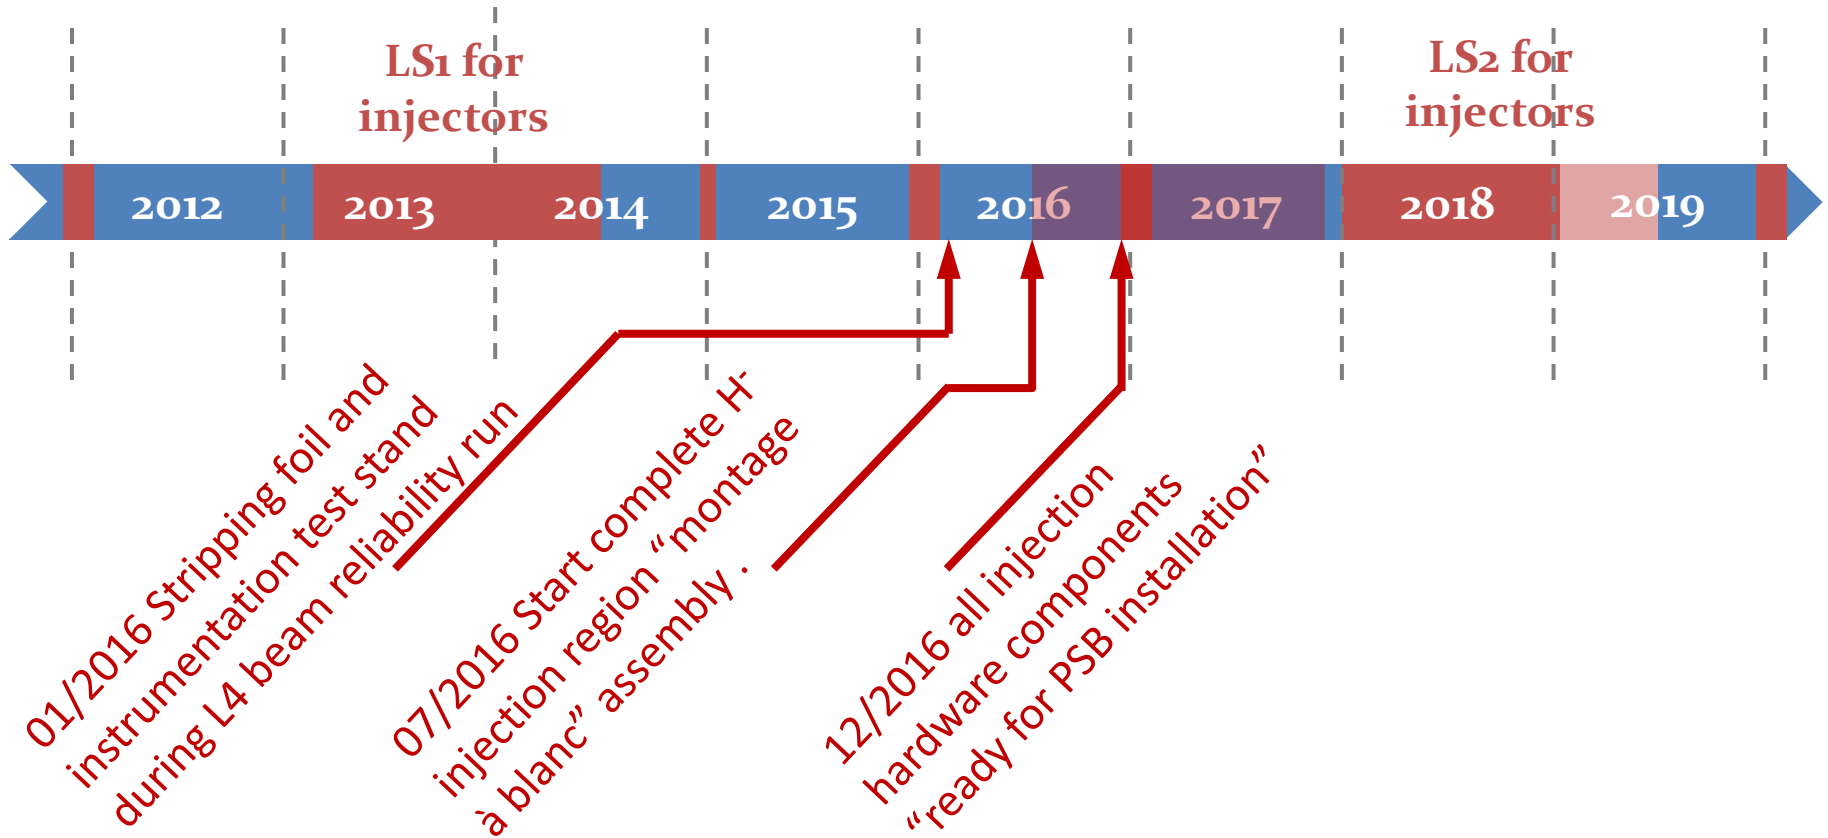 LS1 for
injectors
LS2 for
injectors
2012
2013
2014
2015
2016
2017
2018
2019
01/2016 Stripping foil and
instrumentation test stand
during L4 beam reliability run
07/2016 Start complete H-
injection region “montage
à blanc” assembly .
12/2016 all injection
hardware components
“ready for PSB installation”